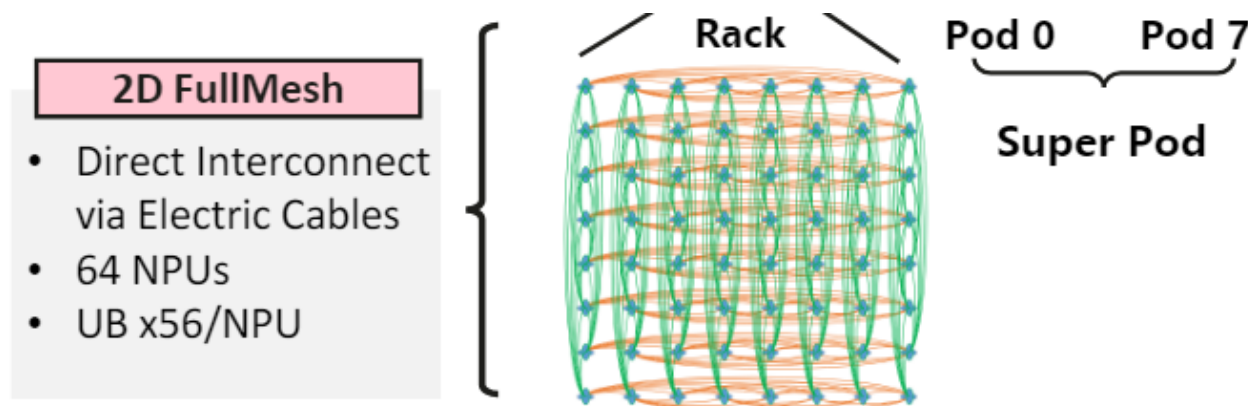 2D FullMesh
• Direct Interconnect
via Electric Cables
• 64 NPUs
• UB x56/NPU
Rack
Pod 0 Pod 7
Super Pod